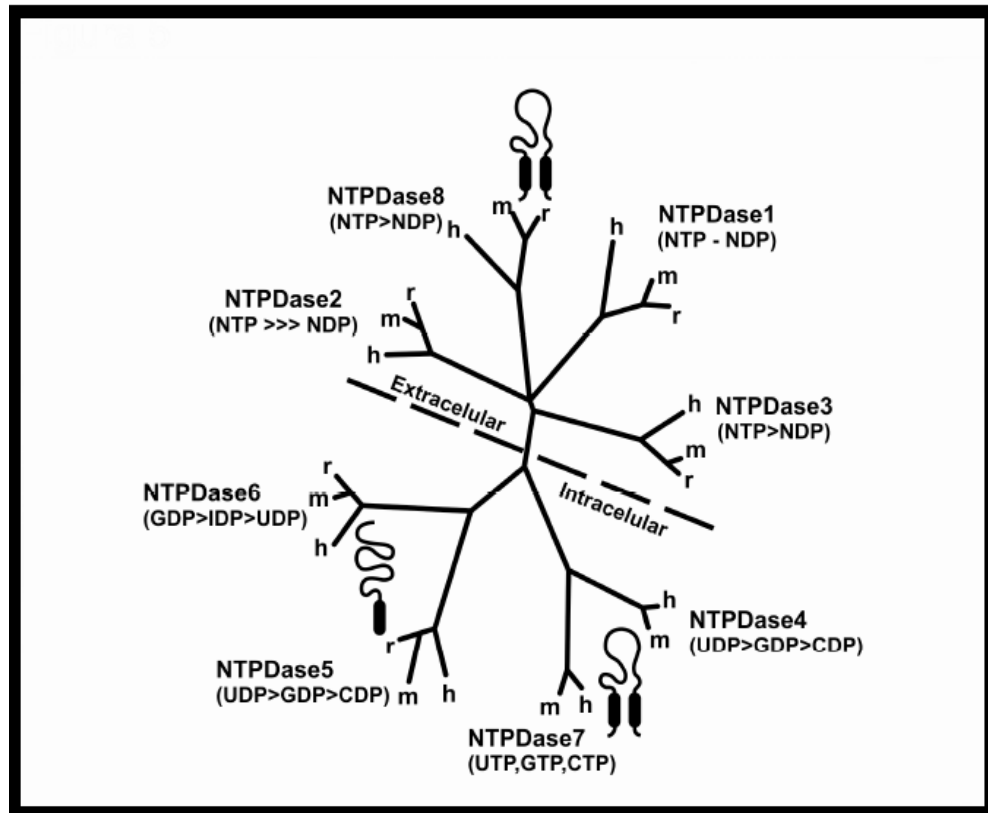 NTPDase8
(NTP>NDP)
h
m
r
NTPDase1
(NTP - NDP)
h
m
r
NTPDase2
(NTP >>> NDP)
r
m
h
Extracelular
NTPDase3
(NTP>NDP)
h
m
r
Intracelular
NTPDase6
(GDP>IDP>UDP)
r
m
h
NTPDase4
(UDP>GDP>CDP)
h
m
NTPDase5
(UDP>GDP>CDP)
r
m
h
m
h
NTPDase7
(UTP,GTP,CTP)